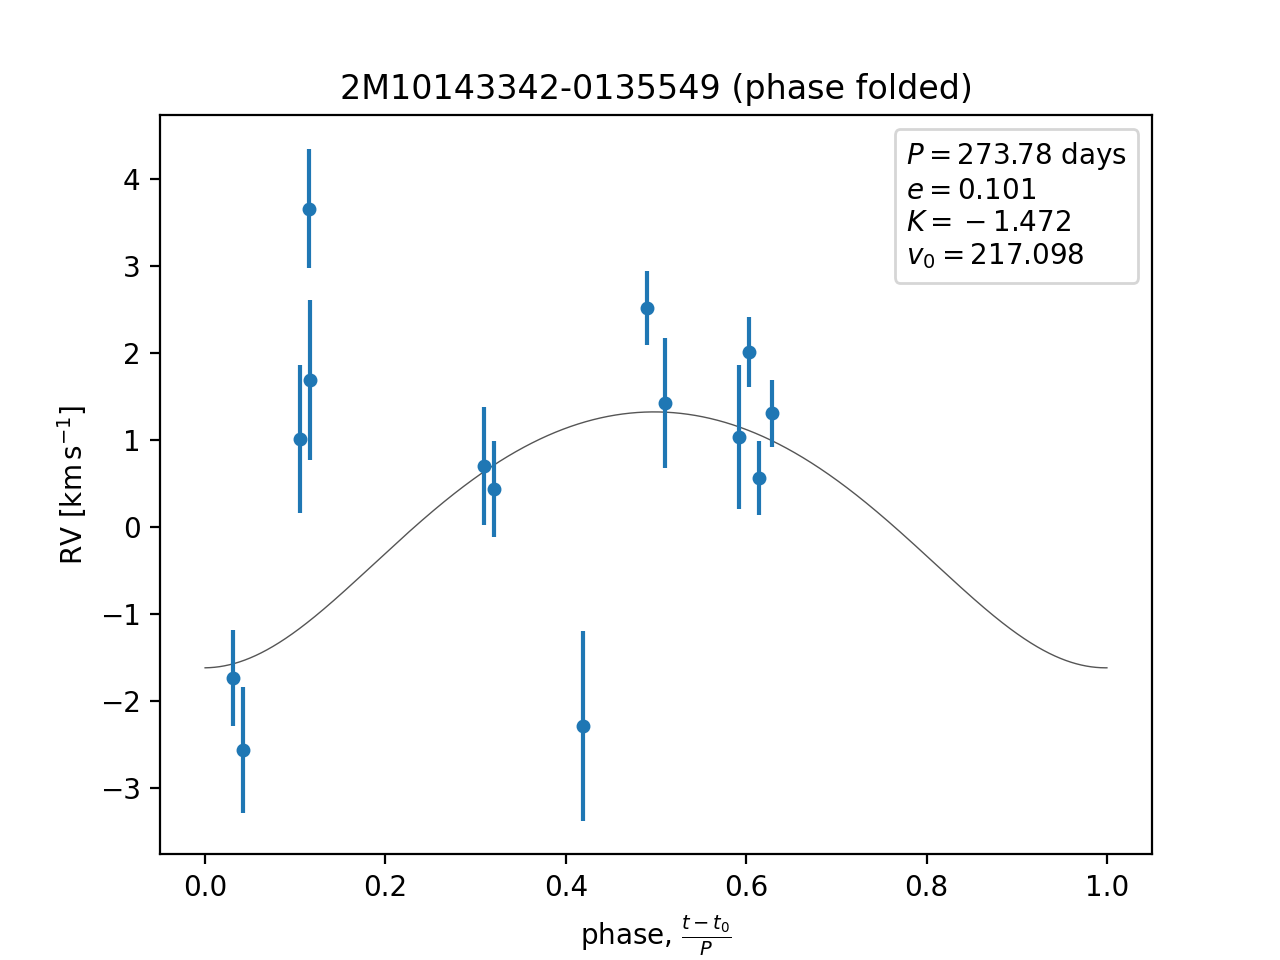 2M10143342-0135549 (phase folded)
P = 273.78 days
e = 0.101
K = −1.472
v₀ = 217.098
RV [km s⁻¹]
4
3
2
1
0
−1
−2
−3
0.0 0.2 0.4 0.6 0.8 1.0
phase, (t − t₀)/P